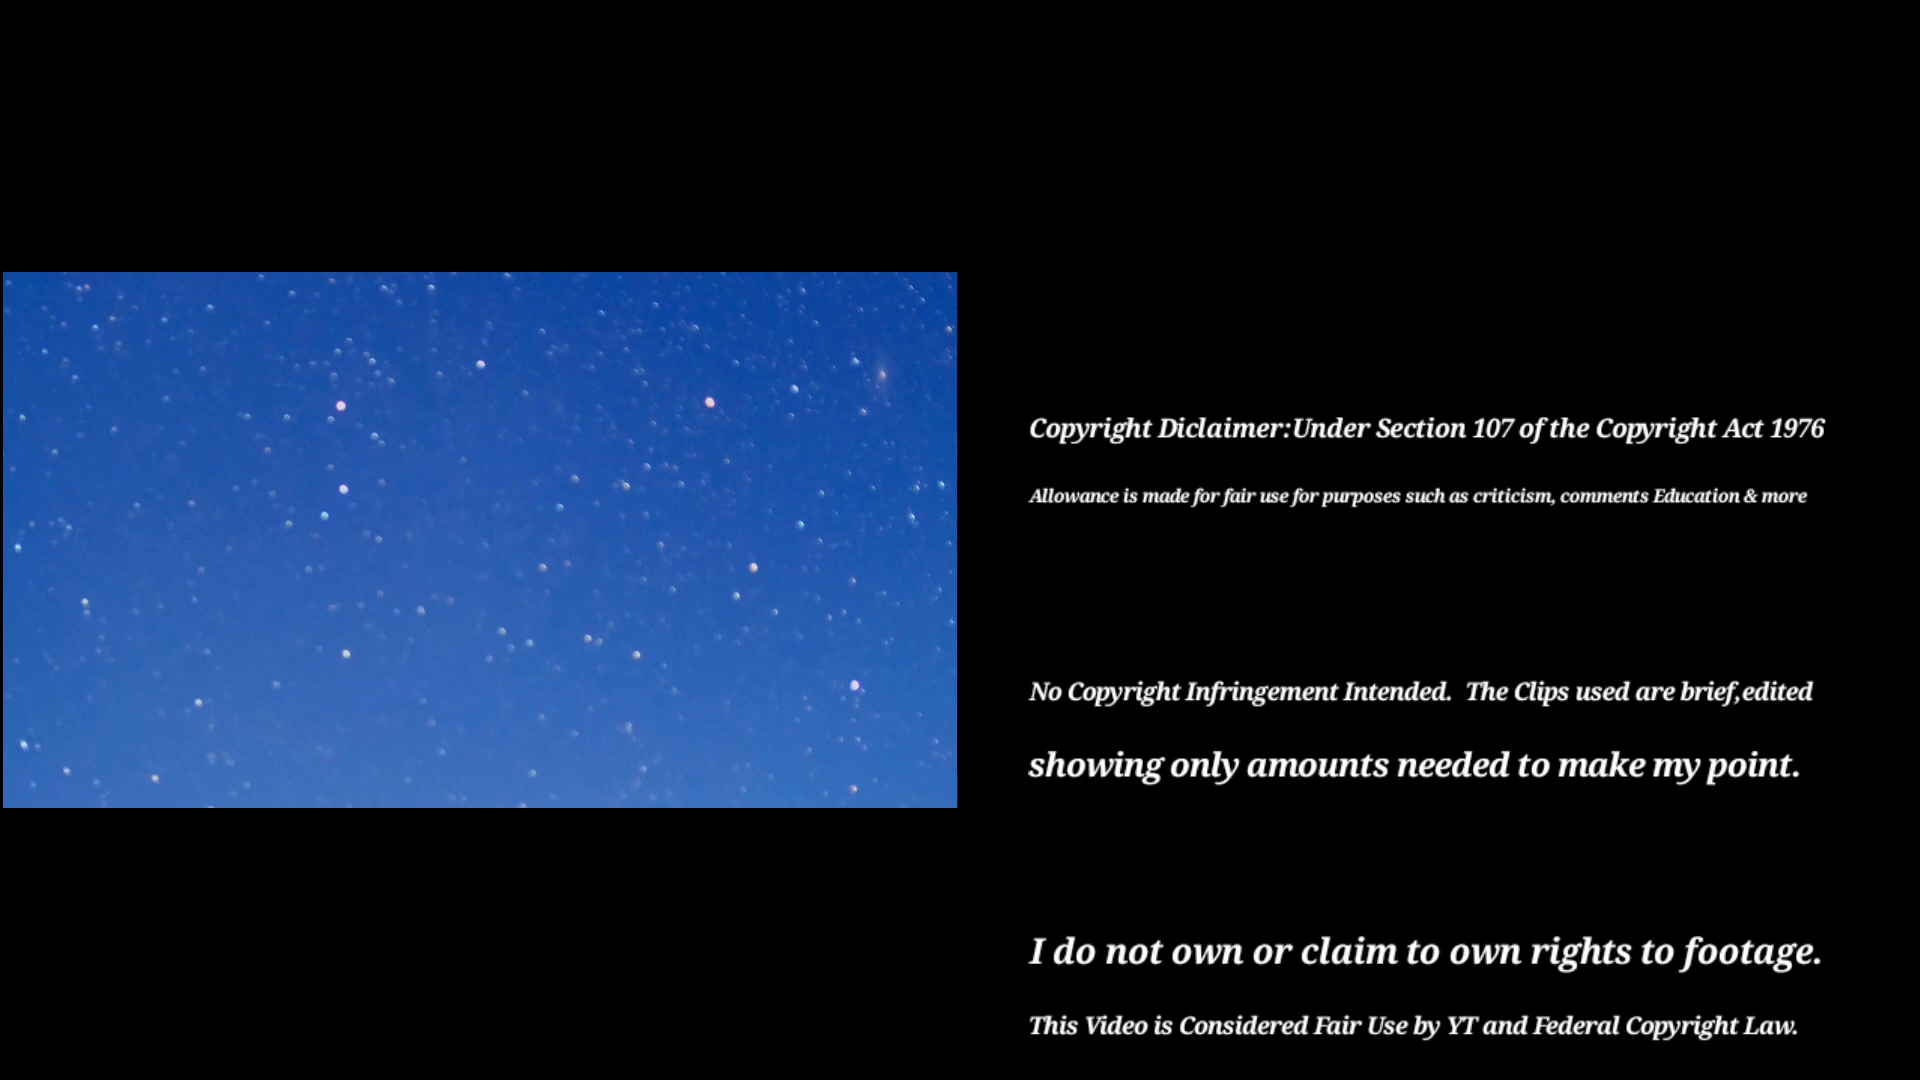 Copyright Diclaimer:Under Section 107 of the Copyright Act 1976
Allowance is made for fair use for purposes such as criticism, comments Education & more
No Copyright Infringement Intended.  The Clips used are brief,edited
showing only amounts needed to make my point.
I do not own or claim to own rights to footage.
This Video is Considered Fair Use by YT and Federal Copyright Law.